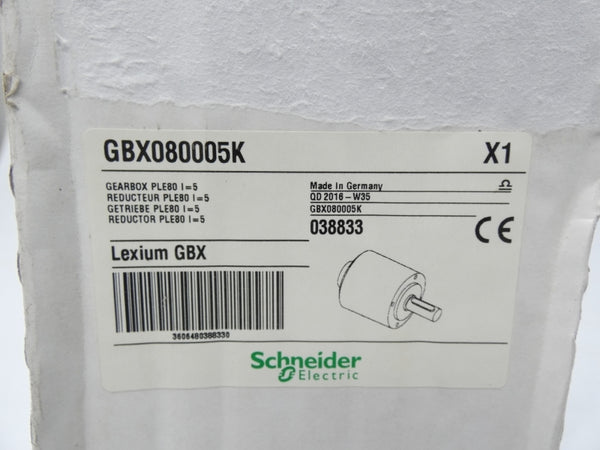 GBX080005K X1
GEARBOX PLE80 I=5
REDUCTEUR PLE80 I=5
GETRIEBE PLE80 I=5
REDUCTOR PLE80 I=5
Made in Germany
QD 2016-W35
GBX080005K
038833
CE
Lexium GBX
3606480388330
Schneider
Electric